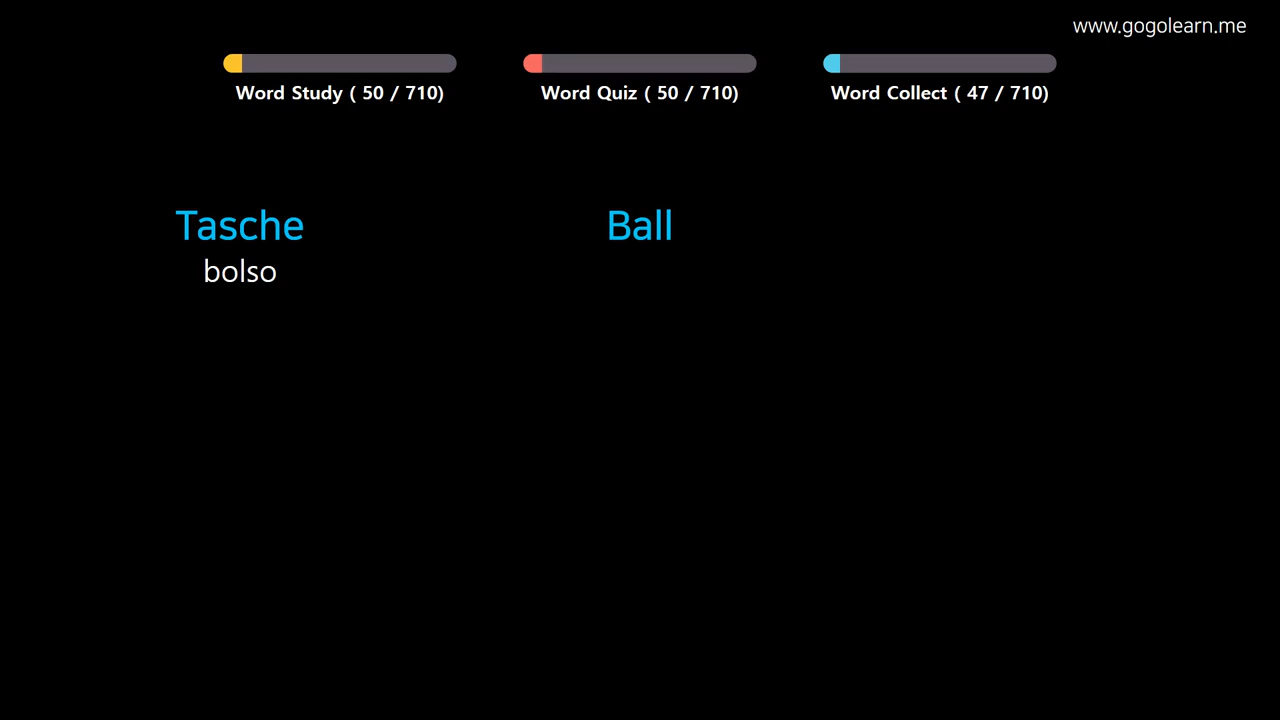 www.gogolearn.me
Word Study ( 50 / 710)
Word Quiz ( 50 / 710)
Word Collect ( 47 / 710)
Tasche
bolso
Ball